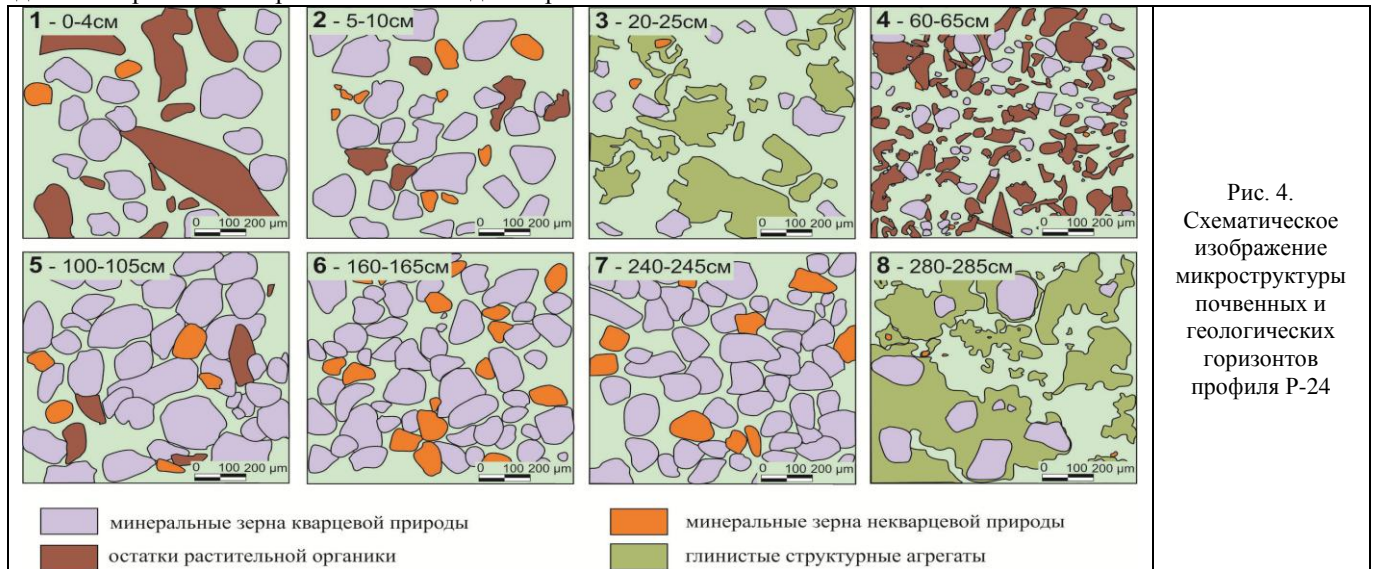 1 - 0-4см
2 - 5-10см
3 - 20-25см
4 - 60-65см
0 100 200 µm
0 100 200 µm
0 100 200 µm
0 100 200 µm
5 - 100-105см
6 - 160-165см
7 - 240-245см
8 - 280-285см
0 100 200 µm
0 100 200 µm
0 100 200 µm
0 100 200 µm
минеральные зерна кварцевой природы
минеральные зерна некварцевой природы
остатки растительной органики
глинистые структурные агрегаты
Рис. 4.
Схематическое
изображение
микроструктуры
почвенных и
геологических
горизонтов
профиля Р-24